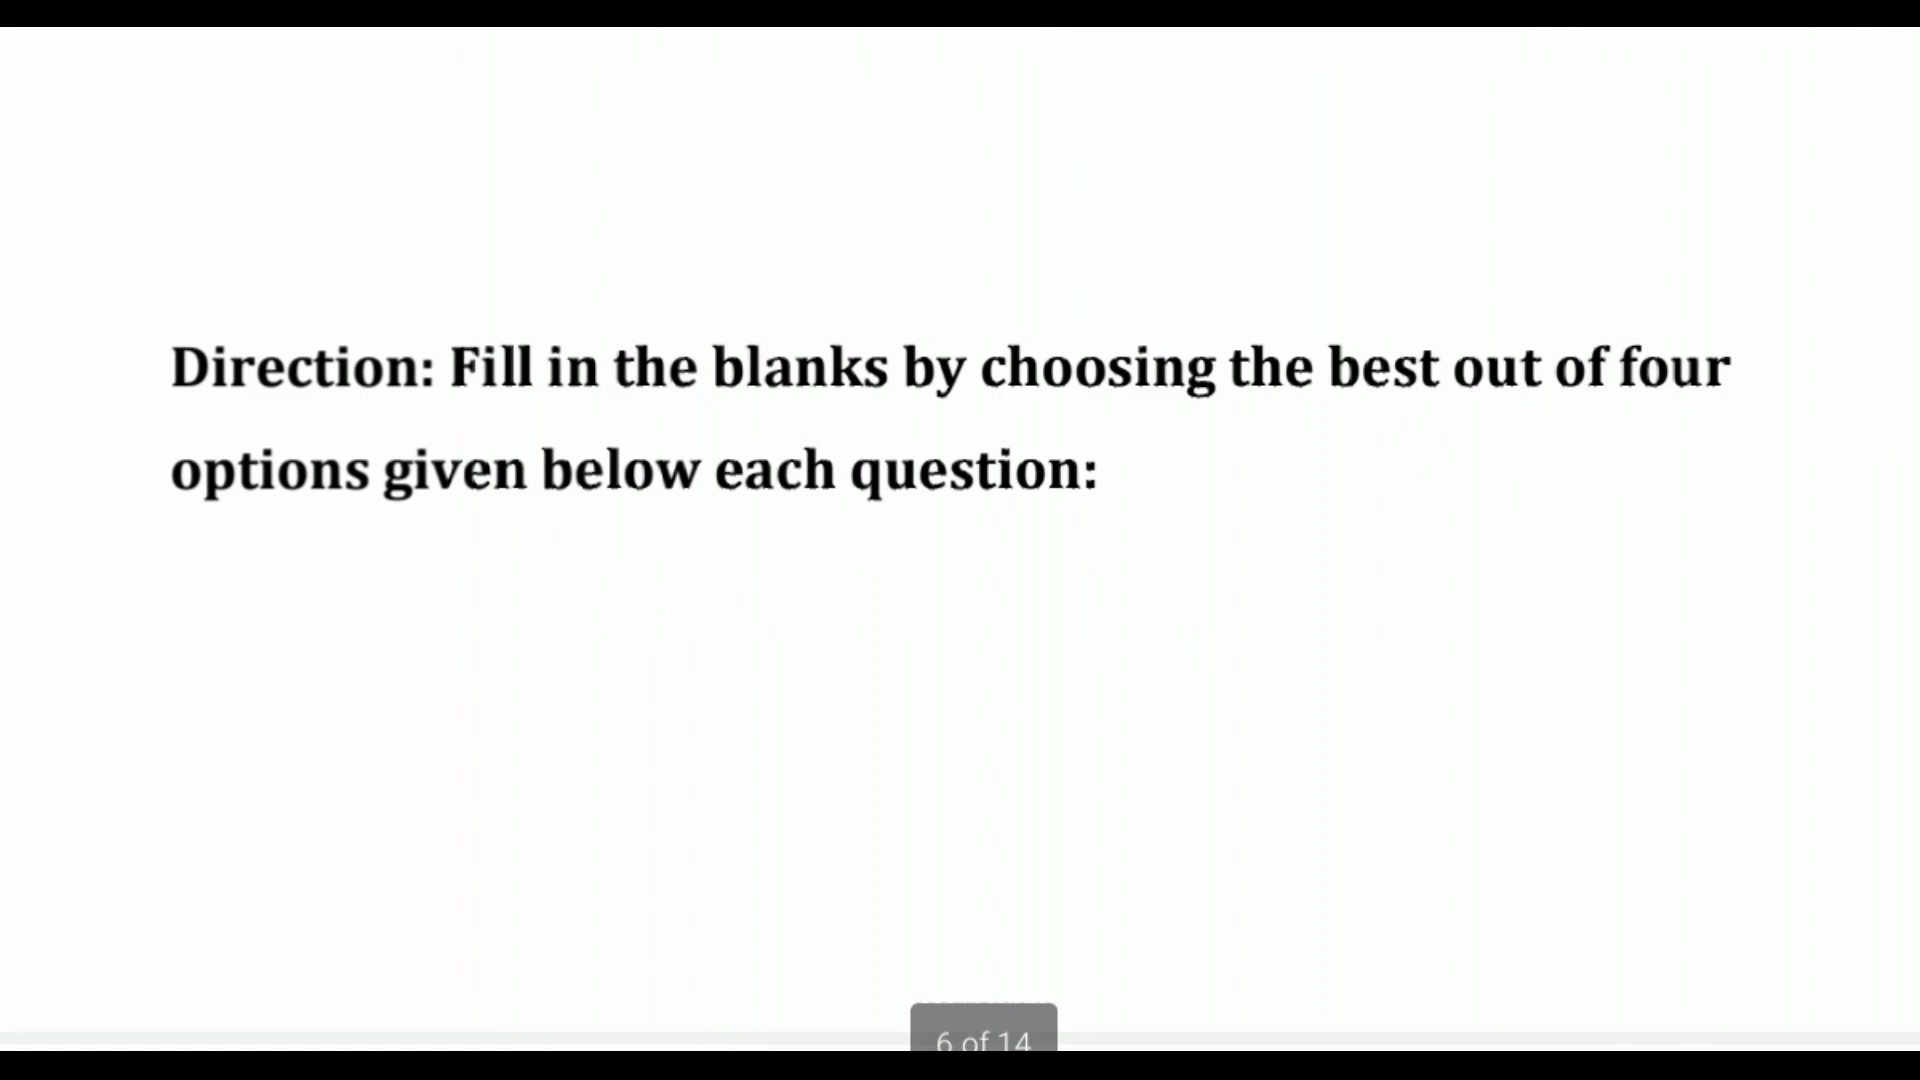 Direction: Fill in the blanks by choosing the best out of four
options given below each question:
6 of 14